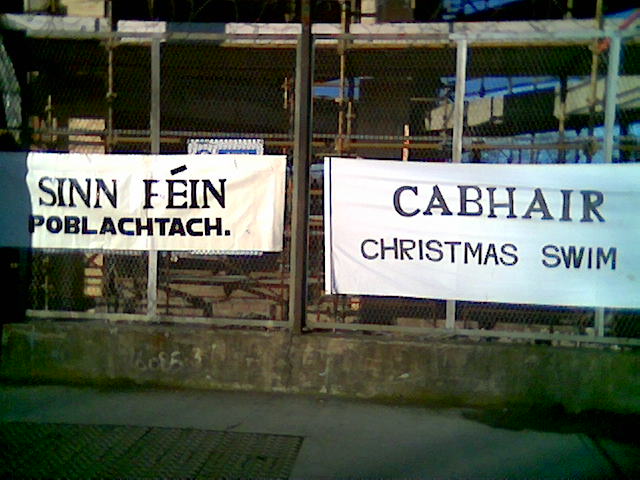 SINN FÉIN
POBLACHTACH.
CABHAIR
CHRISTMAS SWIM